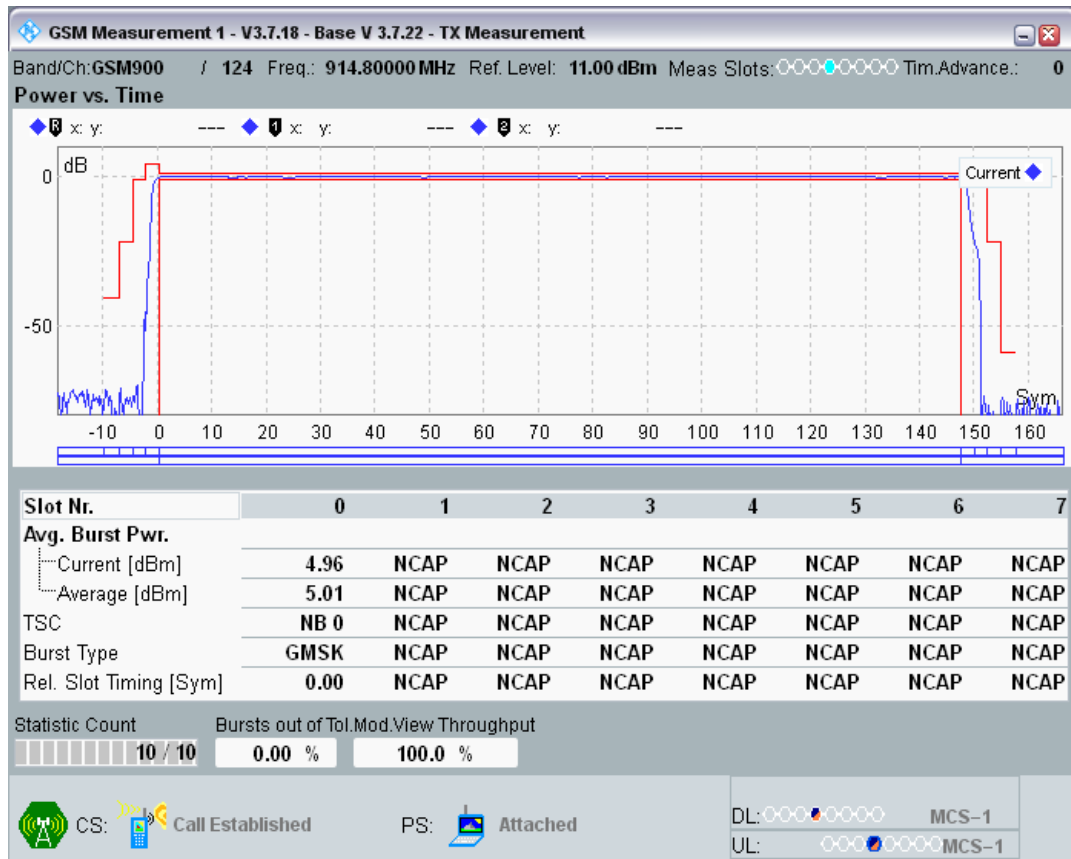 GSM Measurement 1 - V3.7.18 - Base V 3.7.22 - TX Measurement
Band/Ch:GSM900 / 124 Freq.: 914.80000 MHz Ref. Level: 11.00 dBm Meas Slots: Tim.Advance.: 0
Power vs. Time
R x: y: --- 1 x: y: --- 2 x: y: ---
dB
Current
0
-50
Sym
-10 0 10 20 30 40 50 60 70 80 90 100 110 120 130 140 150 160
Slot Nr. 0 1 2 3 4 5 6 7
Avg. Burst Pwr.
Current [dBm] 4.96 NCAP NCAP NCAP NCAP NCAP NCAP NCAP
Average [dBm] 5.01 NCAP NCAP NCAP NCAP NCAP NCAP NCAP
TSC NB 0 NCAP NCAP NCAP NCAP NCAP NCAP NCAP
Burst Type GMSK NCAP NCAP NCAP NCAP NCAP NCAP NCAP
Rel. Slot Timing [Sym] 0.00 NCAP NCAP NCAP NCAP NCAP NCAP NCAP
Statistic Count Bursts out of Tol. Mod.View Throughput
10 / 10 0.00 % 100.0 %
CS: Call Established PS: Attached
DL: MCS-1
UL: MCS-1